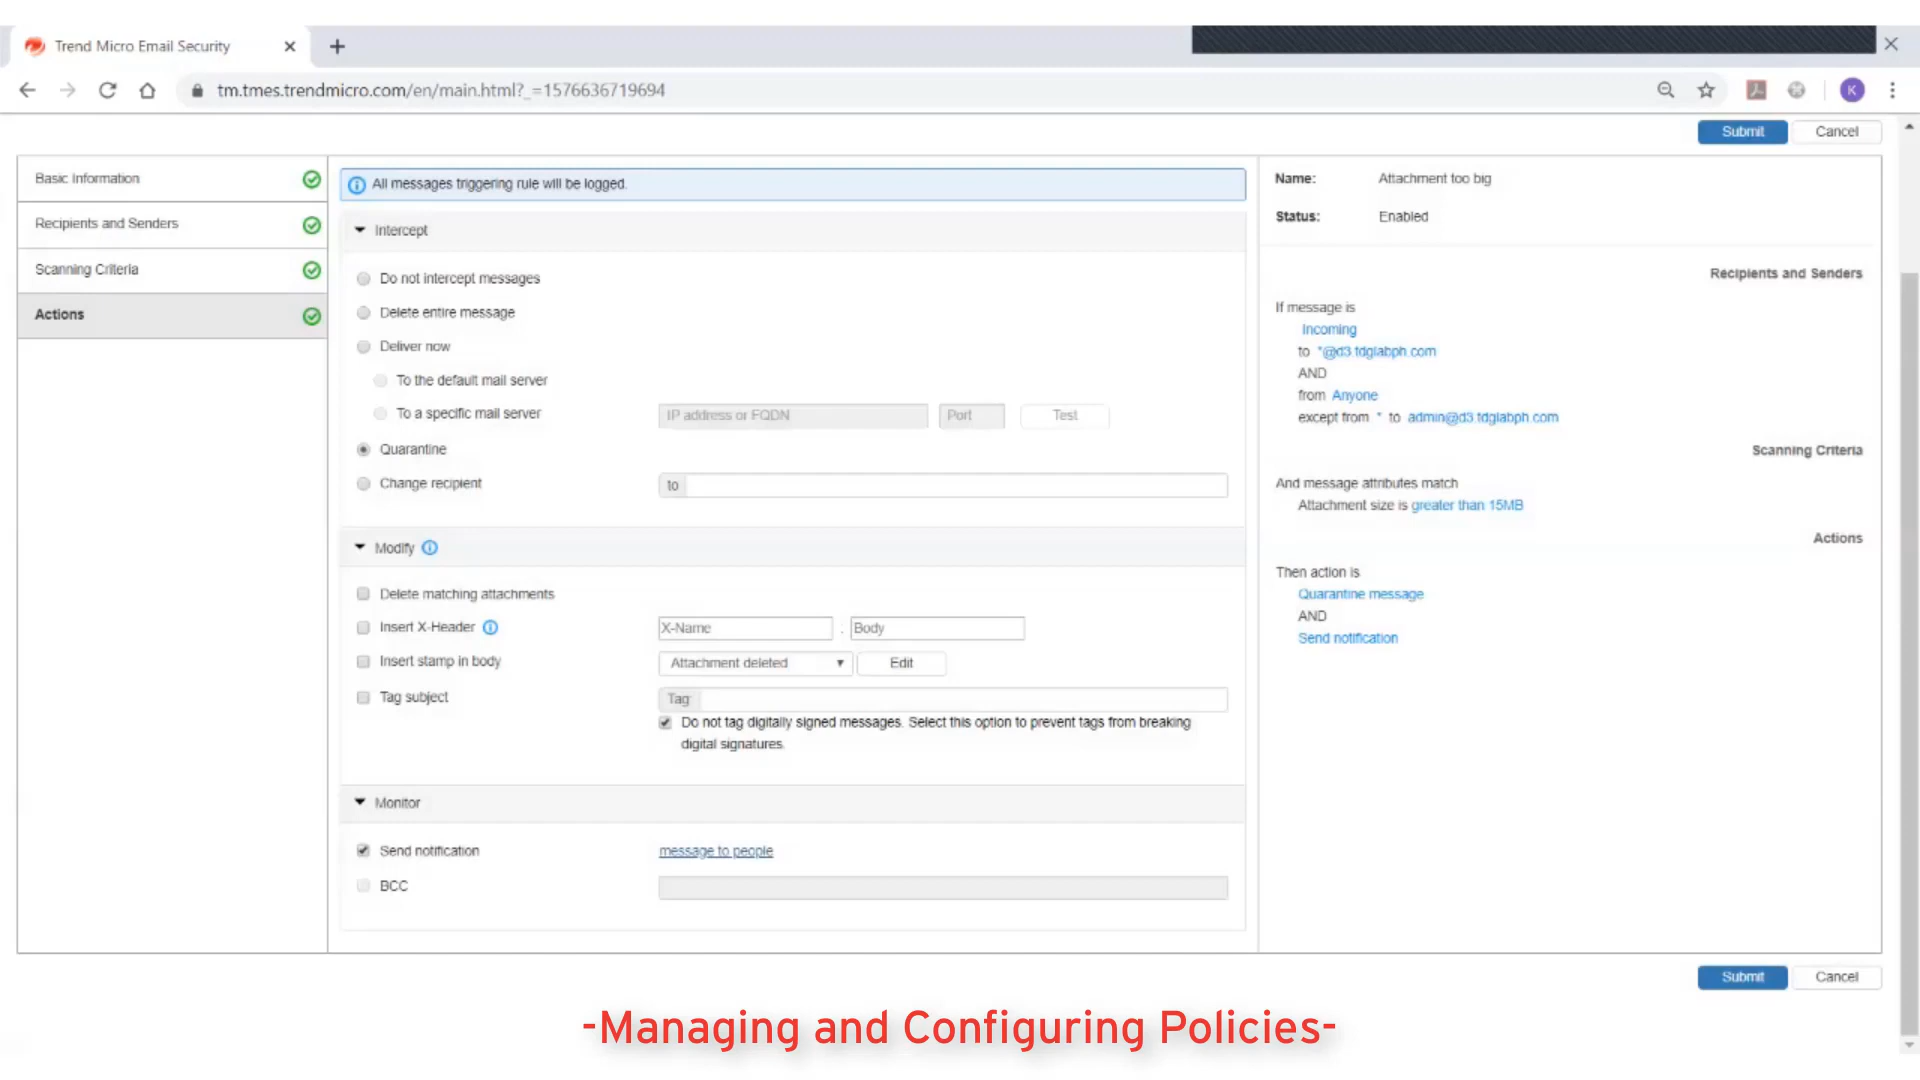 Trend Micro Email Security
tm.tmes.trendmicro.com/en/main.html?_=1576636719694
K
Submit
Cancel
Basic Information
Recipients and Senders
Scanning Criteria
Actions
All messages triggering rule will be logged.
Intercept
Do not intercept messages
Delete entire message
Deliver now
To the default mail server
To a specific mail server
IP address or FQDN
Port
Test
Quarantine
Change recipient
to
Modify
Delete matching attachments
Insert X-Header
X-Name
:
Body
Insert stamp in body
Attachment deleted
Edit
Tag subject
Tag:
Do not tag digitally signed messages. Select this option to prevent tags from breaking
digital signatures.
Monitor
Send notification
message to people
BCC
Name: Attachment too big
Status: Enabled
Recipients and Senders
If message is
Incoming
to *@d3.tdglabph.com
AND
from Anyone
except from * to admin@d3.tdglabph.com
Scanning Criteria
And message attributes match
Attachment size is greater than 15MB
Actions
Then action is
Quarantine message
AND
Send notification
Submit
Cancel
-Managing and Configuring Policies-